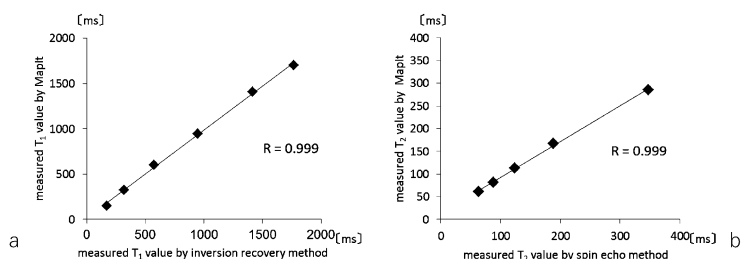 [ms]
2000
1500
1000
500
0
0 500 1000 1500 2000 [ms]
measured T1 value by MapIt
R = 0.999
measured T1 value by inversion recovery method
a
[ms]
400
350
300
250
200
150
100
50
0
0 100 200 300 400 [ms]
measured T2 value by MapIt
R = 0.999
measured T2 value by spin echo method
b